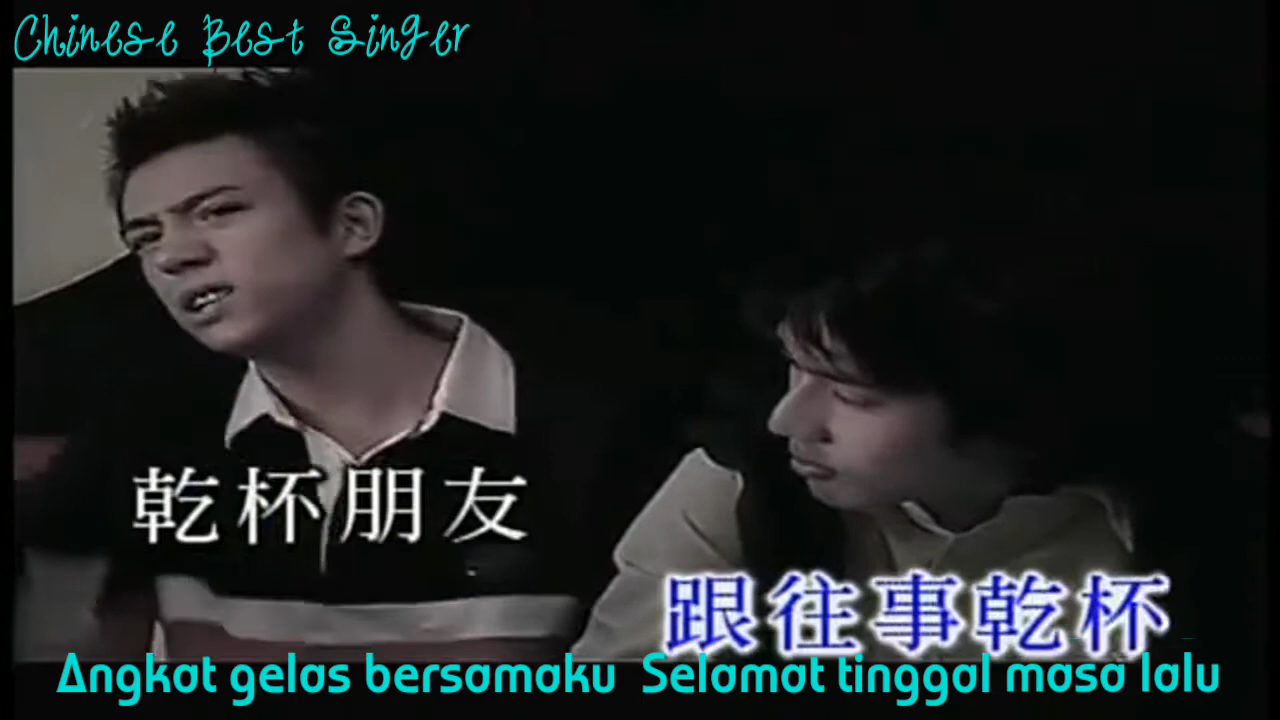 Chinese Best Singer
乾杯朋友
跟往事乾杯
Angkat gelas bersamaku Selamat tinggal masa lalu